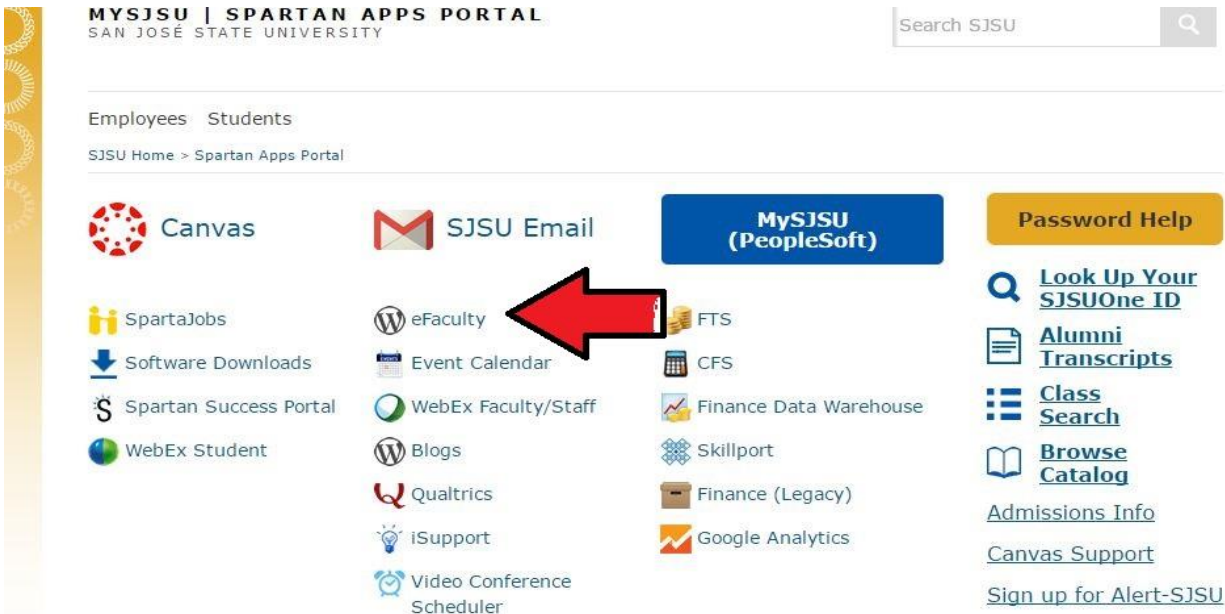 MYSJSU | SPARTAN APPS PORTAL
SAN JOSÉ STATE UNIVERSITY
Search SJSU
Employees Students
SJSU Home > Spartan Apps Portal
Canvas
SJSU Email
MySJSU
(PeopleSoft)
Password Help
SpartaJobs
Software Downloads
Spartan Success Portal
WebEx Student
eFaculty
Event Calendar
WebEx Faculty/Staff
Blogs
Qualtrics
iSupport
Video Conference
Scheduler
FTS
CFS
Finance Data Warehouse
Skillport
Finance (Legacy)
Google Analytics
Look Up Your
SJSUOne ID
Alumni
Transcripts
Class
Search
Browse
Catalog
Admissions Info
Canvas Support
Sign up for Alert-SJSU